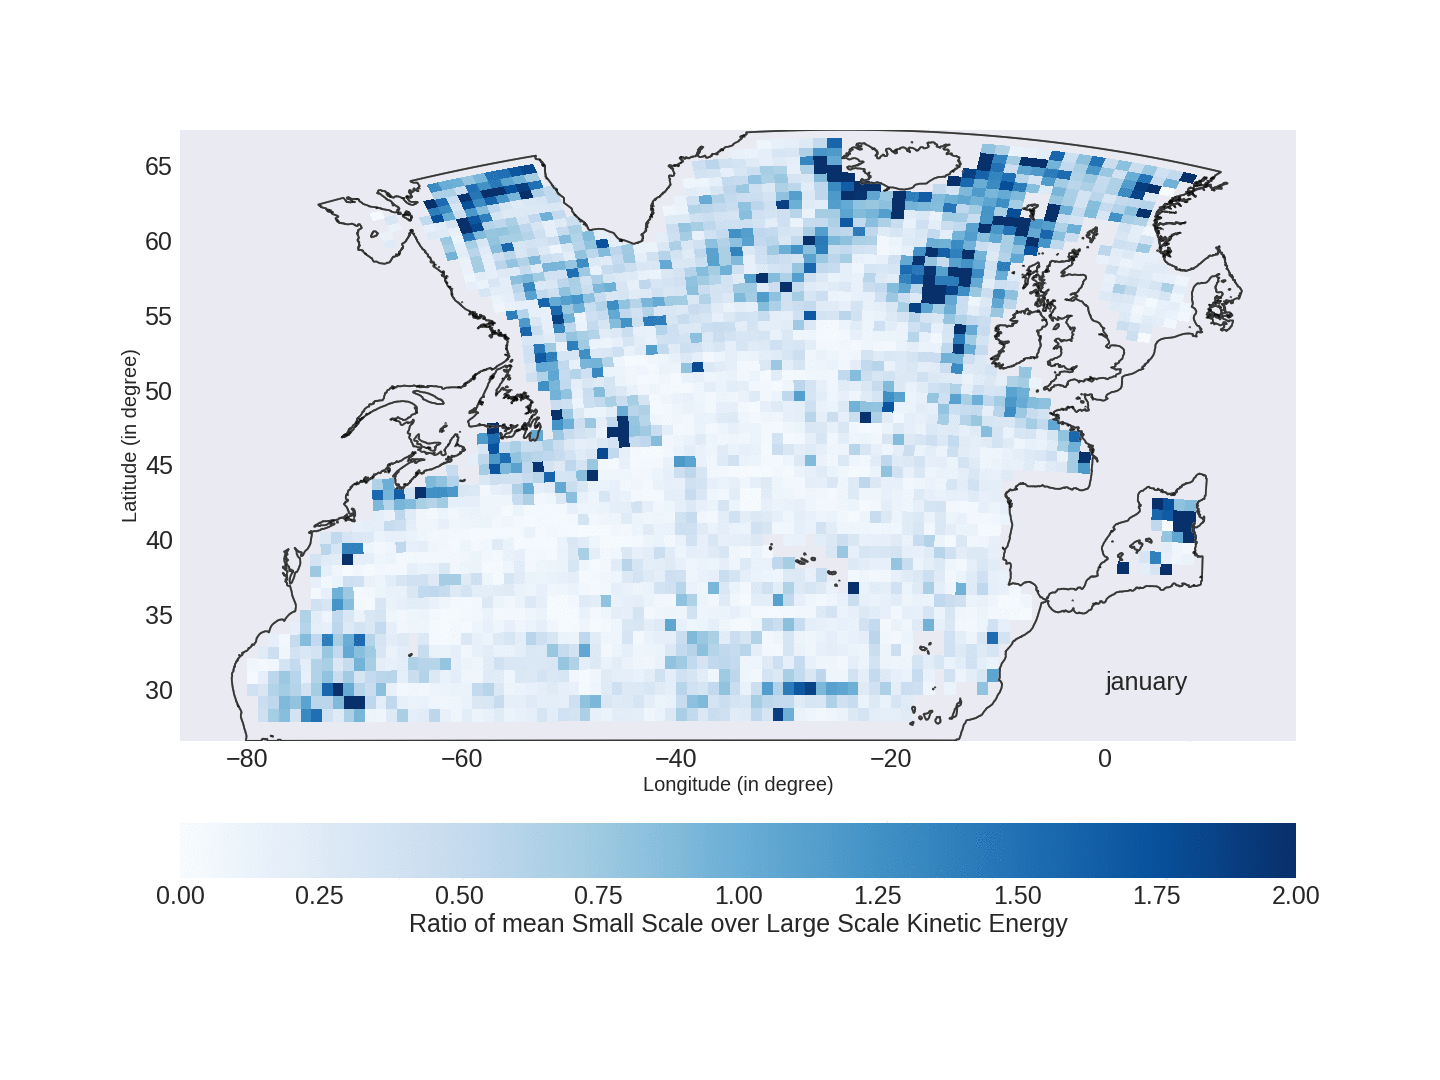 65
60
55
50
45
40
35
30
Latitude (in degree)
january
−80 −60 −40 −20 0
Longitude (in degree)
0.00 0.25 0.50 0.75 1.00 1.25 1.50 1.75 2.00
Ratio of mean Small Scale over Large Scale Kinetic Energy